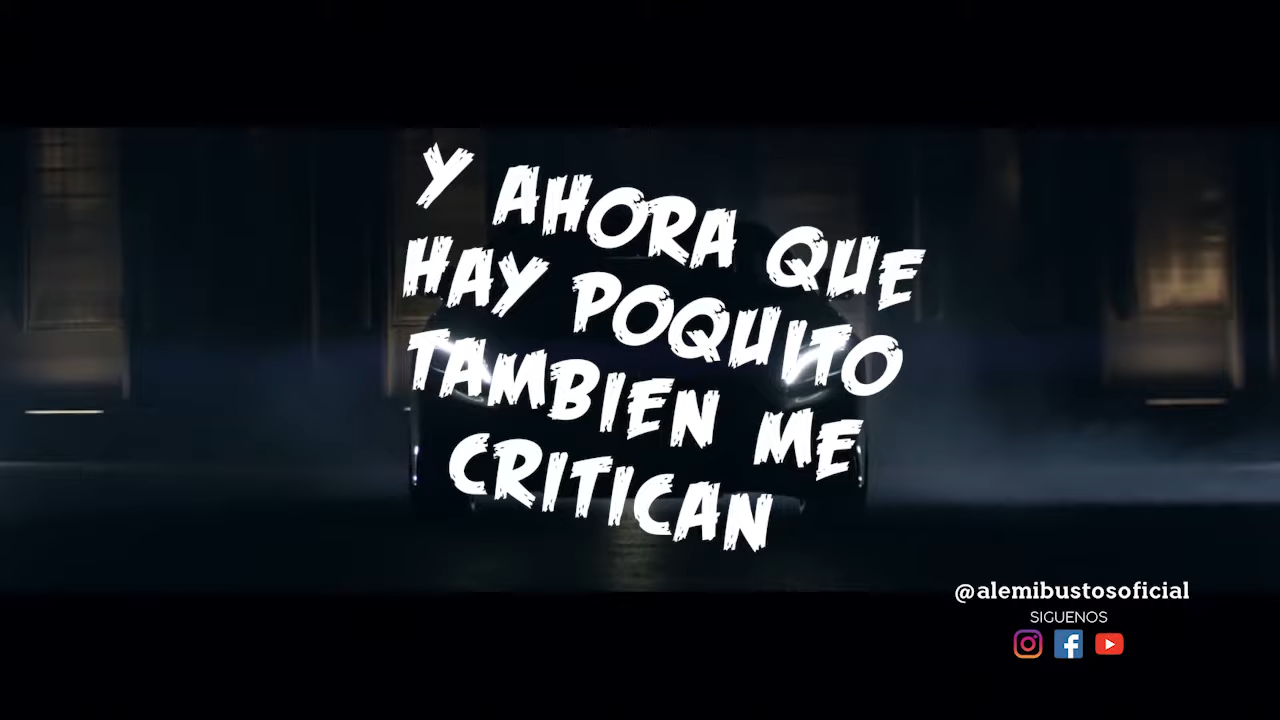 Y AHORA QUE
HAY POQUITO
TAMBIEN ME
CRITICAN
@alemibustosoficial
SIGUENOS